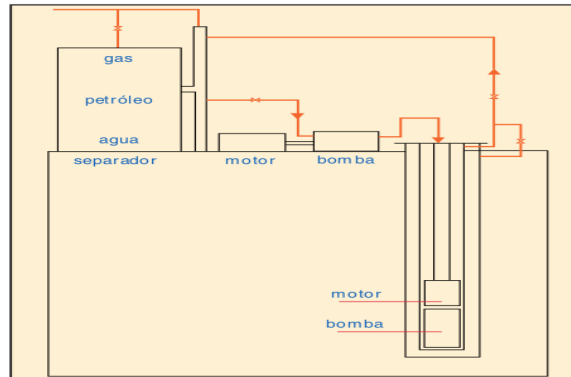 gas
petróleo
agua
separador motor bomba
motor
bomba